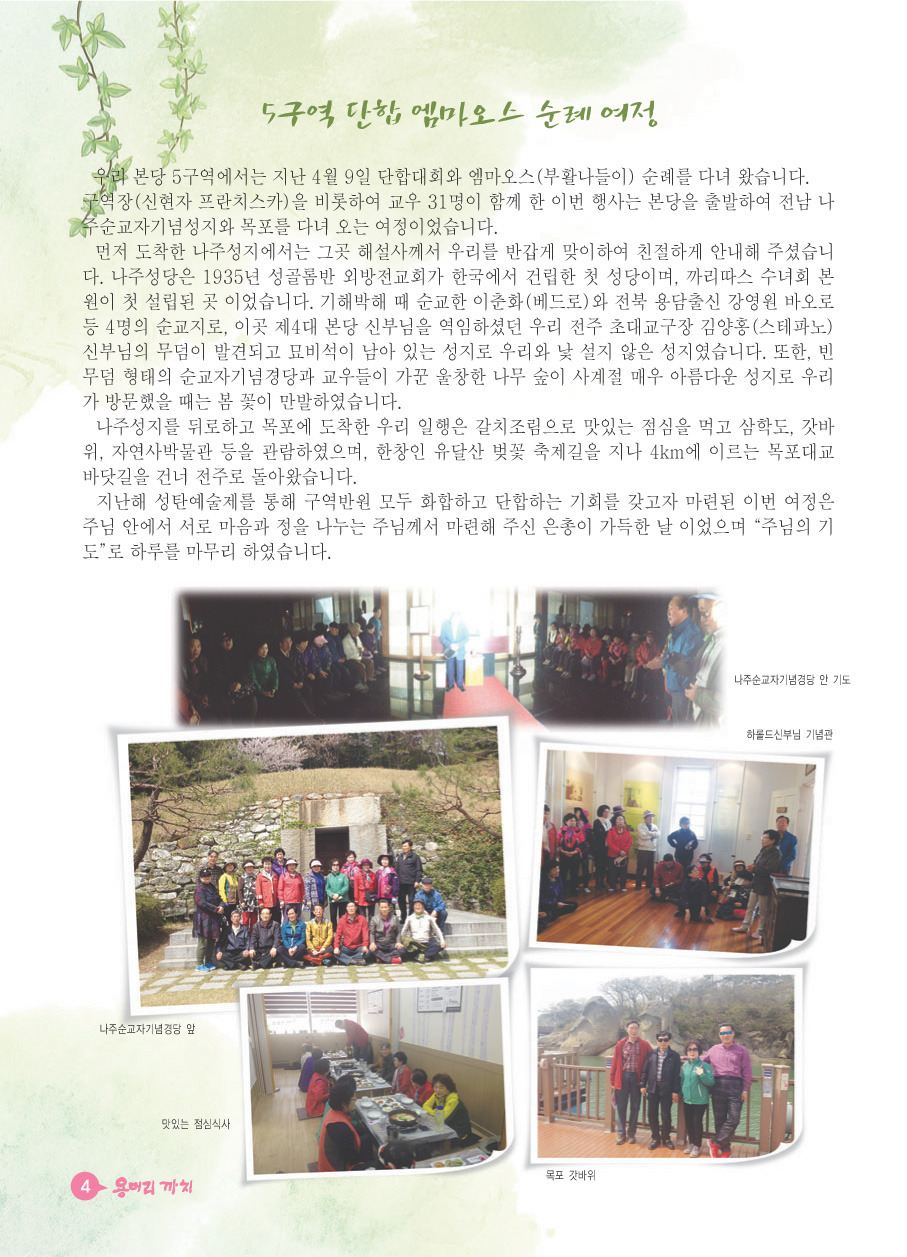 5구역 단합 엠마오스 순례 여정
우리 본당 5구역에서는 지난 4월 9일 단합대회와 엠마오스(부활나들이) 순례를 다녀 왔습니다.
구역장(신현자 프란치스카)을 비롯하여 교우 31명이 함께 한 이번 행사는 본당을 출발하여 전남 나
주순교자기념성지와 목포를 다녀 오는 여정이었습니다.
먼저 도착한 나주성지에서는 그곳 해설사께서 우리를 반갑게 맞이하여 친절하게 안내해 주셨습니
다. 나주성당은 1935년 성골롬반 외방전교회가 한국에서 건립한 첫 성당이며, 까리따스 수녀회 본
원이 첫 설립된 곳 이었습니다. 기해박해 때 순교한 이춘화(베드로)와 전북 용담출신 강영원 바오로
등 4명의 순교지로, 이곳 제4대 본당 신부님을 역임하셨던 우리 전주 초대교구장 김양홍(스테파노)
신부님의 무덤이 발견되고 묘비석이 남아 있는 성지로 우리와 낯 설지 않은 성지였습니다. 또한, 빈
무덤 형태의 순교자기념경당과 교우들이 가꾼 울창한 나무 숲이 사계절 매우 아름다운 성지로 우리
가 방문했을 때는 봄 꽃이 만발하였습니다.
나주성지를 뒤로하고 목포에 도착한 우리 일행은 갈치조림으로 맛있는 점심을 먹고 삼학도, 갓바
위, 자연사박물관 등을 관람하였으며, 한창인 유달산 벚꽃 축제길을 지나 4km에 이르는 목포대교
바닷길을 건너 전주로 돌아왔습니다.
지난해 성탄예술제를 통해 구역반원 모두 화합하고 단합하는 기회를 갖고자 마련된 이번 여정은
주님 안에서 서로 마음과 정을 나누는 주님께서 마련해 주신 은총이 가득한 날 이었으며 “주님의 기
도”로 하루를 마무리 하였습니다.
나주순교자기념경당 안 기도
하롤드신부님 기념관
나주순교자기념경당 앞
맛있는 점심식사
목포 갓바위
4 용머리 까치